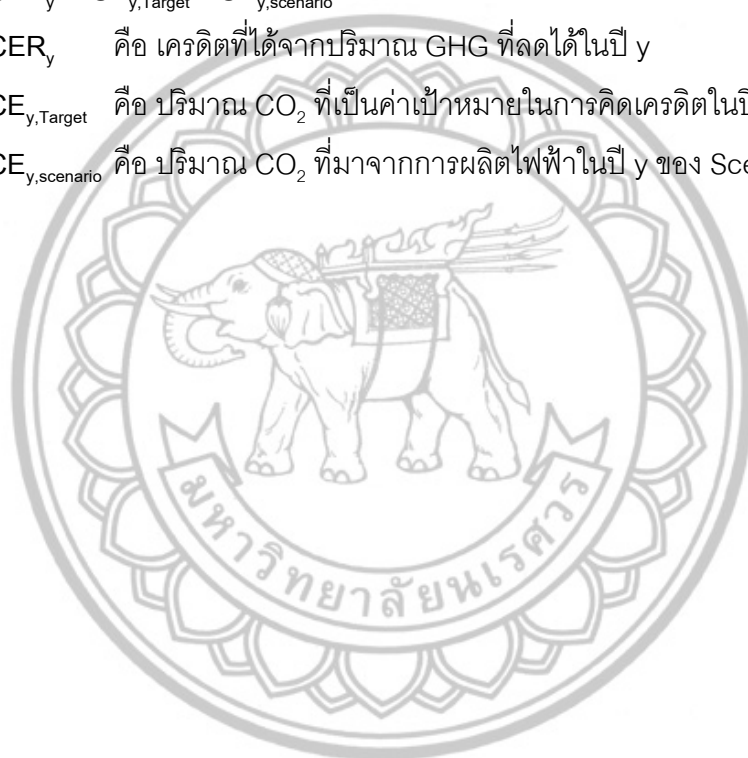 y y,Target y,scenario
CER_y คือ เครดิตที่ได้จากปริมาณ GHG ที่ลดได้ในปี y
CE_y,Target คือ ปริมาณ CO₂ ที่เป็นค่าเป้าหมายในการคิดเครดิตใน
CE_y,scenario คือ ปริมาณ CO₂ ที่มาจากการผลิตไฟฟ้าในปี y ของ
มหาวิทยาลัยนเรศวร